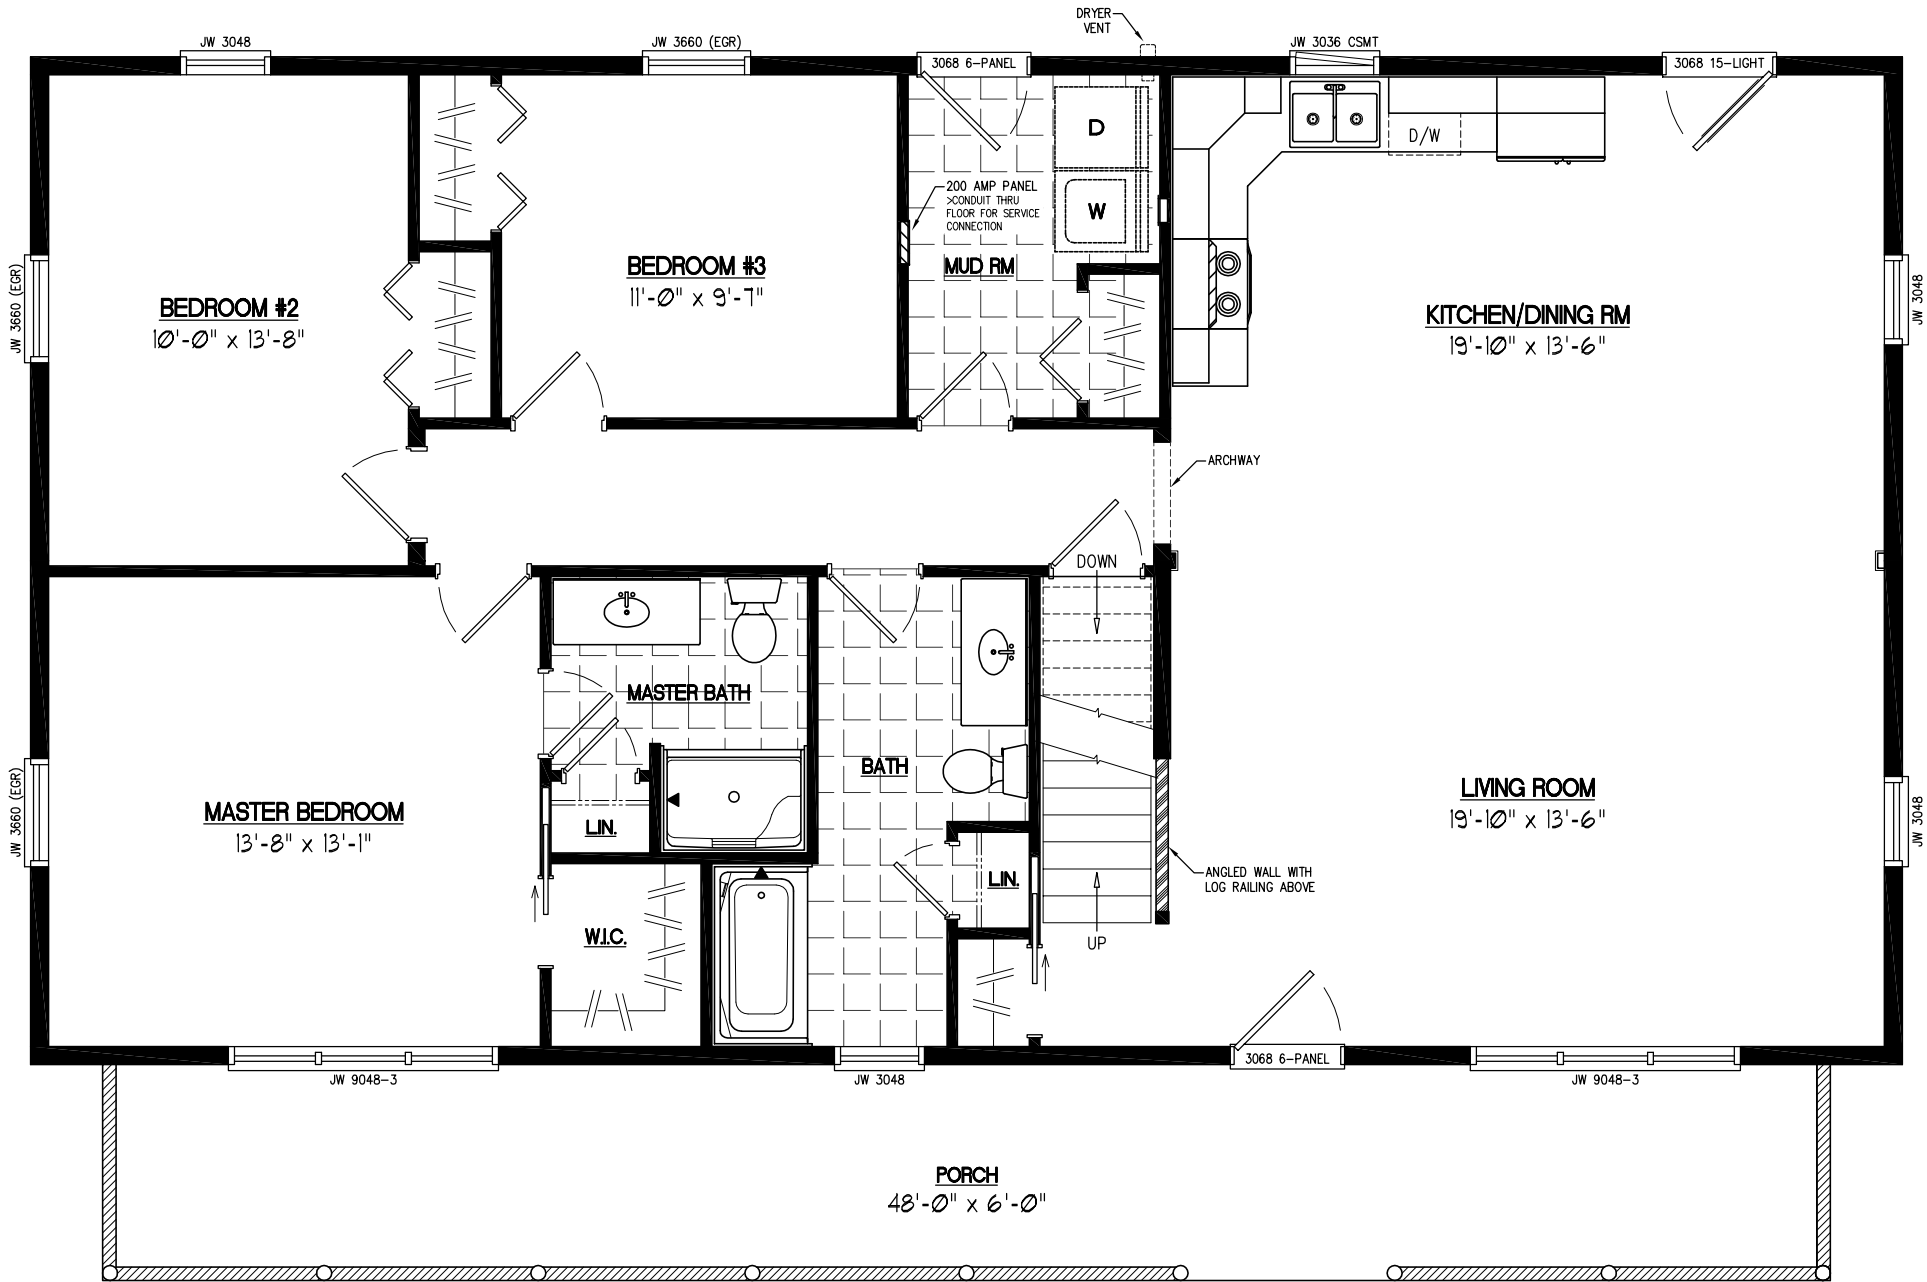 DRYER
VENT
JW 3048
JW 3660 (EGR)
3068 6-PANEL
JW 3036 CSMT
3068 15-LIGHT
D
D/W
200 AMP PANEL
>CONDUIT THRU
FLOOR FOR SERVICE
CONNECTION
W
MUD RM
BEDROOM #3
11'-0" x 9'-7"
JW 3660 (EGR)
BEDROOM #2
10'-0" x 13'-8"
KITCHEN/DINING RM
19'-10" x 13'-6"
JW 3048
ARCHWAY
DOWN
MASTER BATH
BATH
LIVING ROOM
19'-10" x 13'-6"
JW 3048
JW 3660 (EGR)
MASTER BEDROOM
13'-8" x 13'-1"
LIN.
LIN.
ANGLED WALL WITH
LOG RAILING ABOVE
W.I.C.
UP
3068 6-PANEL
JW 9048-3
JW 3048
JW 9048-3
PORCH
48'-0" x 6'-0"